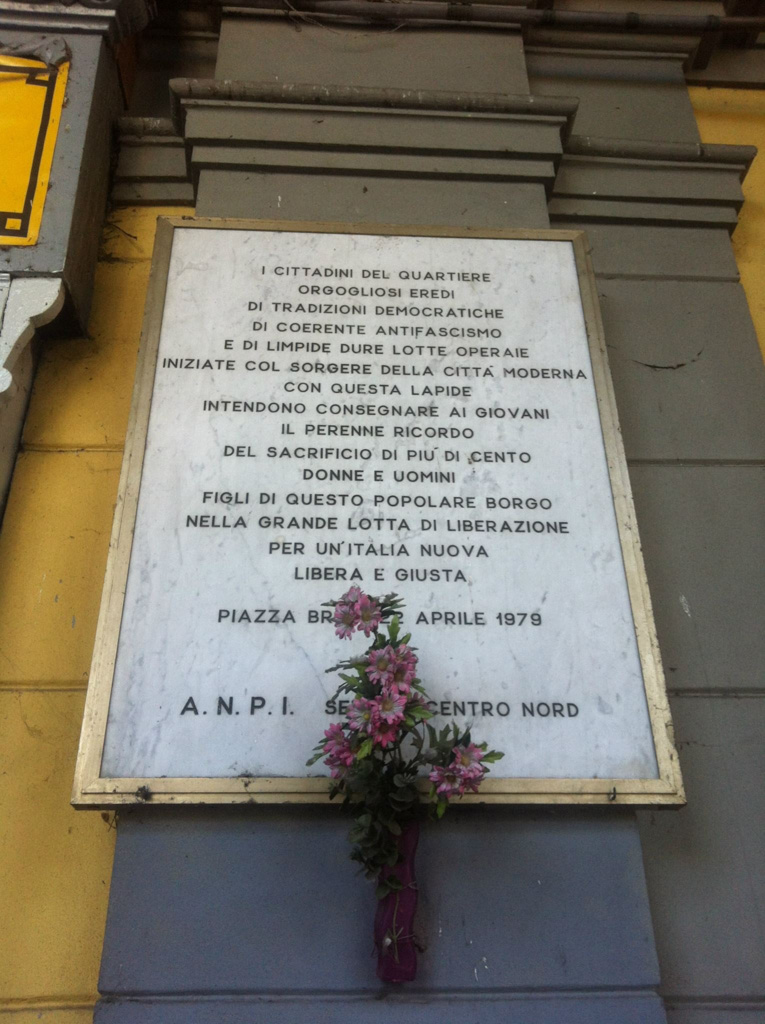 I CITTADINI DEL QUARTIERE
ORGOGLIOSI EREDI
DI TRADIZIONI DEMOCRATICHE
DI COERENTE ANTIFASCISMO
E DI LIMPIDE DURE LOTTE OPERAIE
INIZIATE COL SORGERE DELLA CITTÀ MODERNA
CON QUESTA LAPIDE
INTENDONO CONSEGNARE AI GIOVANI
IL PERENNE RICORDO
DEL SACRIFICIO DI PIÚ DI CENTO
DONNE E UOMINI
FIGLI DI QUESTO POPOLARE BORGO
NELLA GRANDE LOTTA DI LIBERAZIONE
PER UN'ITALIA NUOVA
LIBERA E GIUSTA
PIAZZA APRILE 1979
A.N.P.I. CENTRO NORD